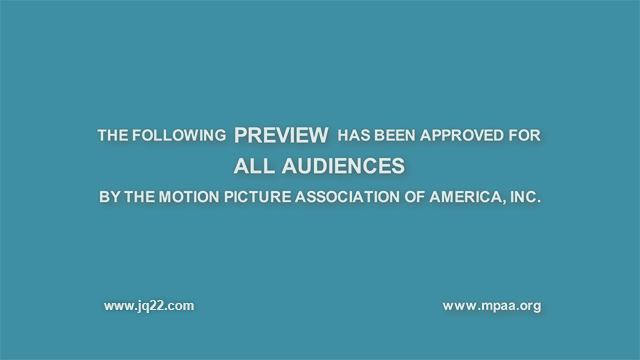 THE FOLLOWING PREVIEW HAS BEEN APPROVED FOR
ALL AUDIENCES
BY THE MOTION PICTURE ASSOCIATION OF AMERICA, INC.
www.jq22.com
www.mpaa.org